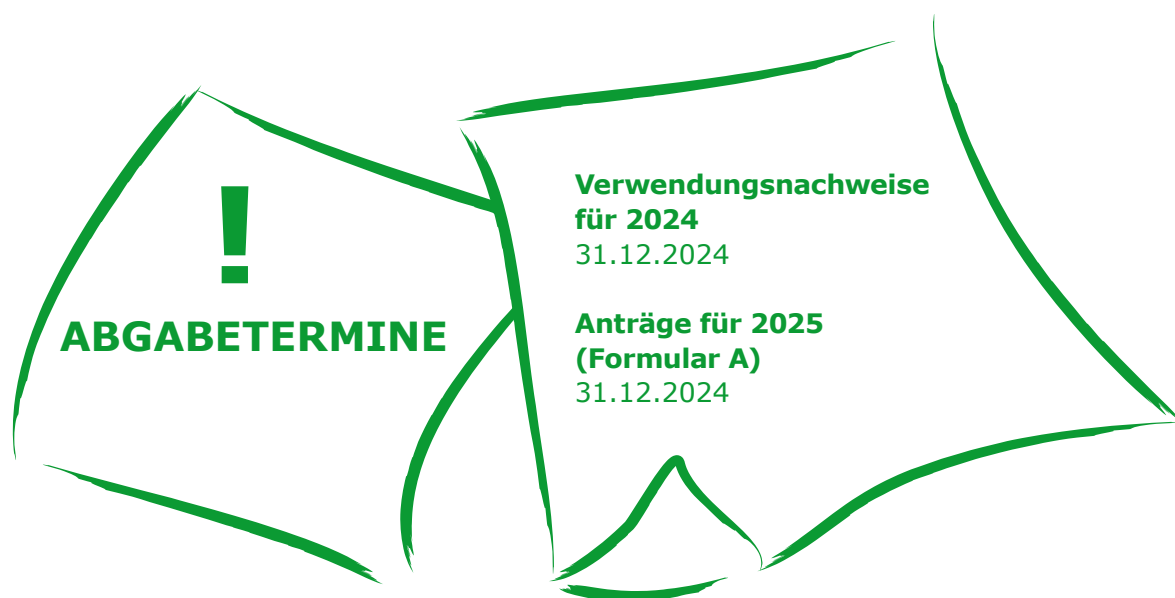 !
ABGABETERMINE
Verwendungsnachweise
für 2024
31.12.2024
Anträge für 2025
(Formular A)
31.12.2024